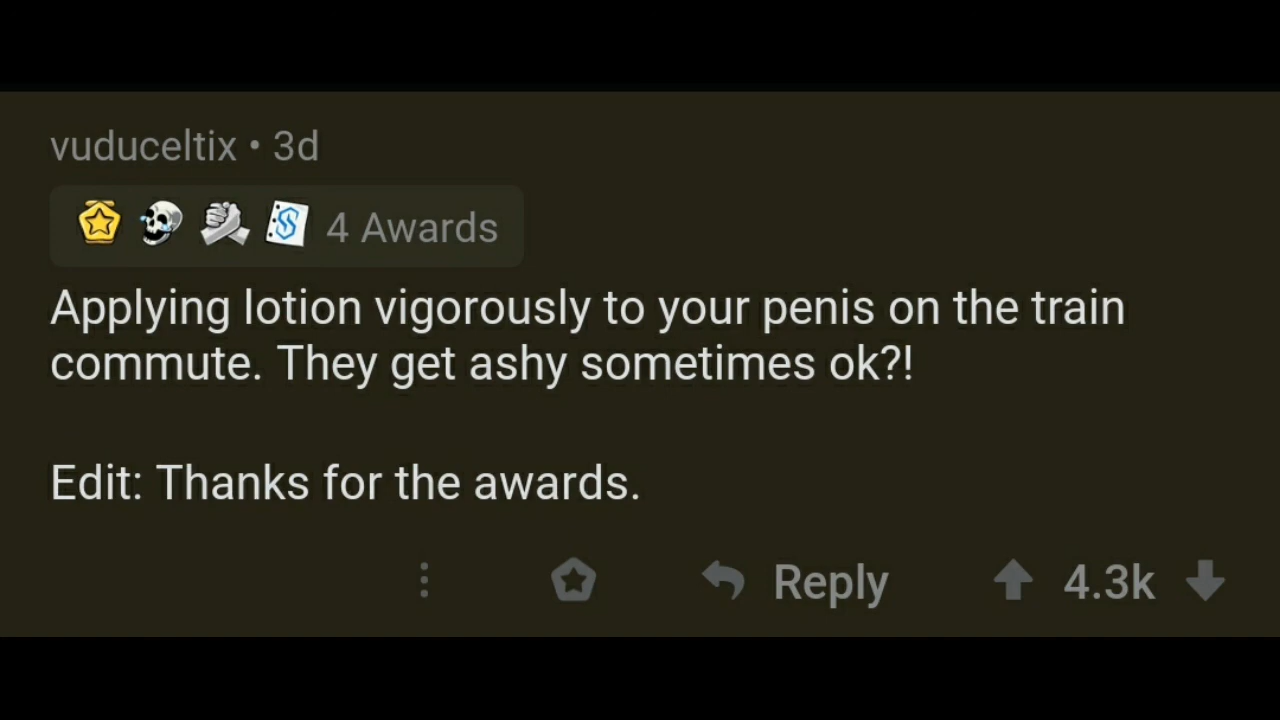 vuduceltix • 3d
4 Awards
Applying lotion vigorously to your penis on the train
commute. They get ashy sometimes ok?!
Edit: Thanks for the awards.
Reply 4.3k